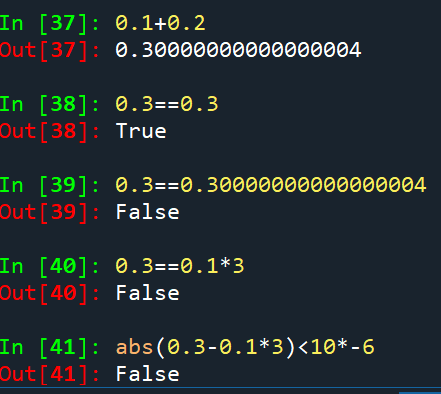 In [37]: 0.1+0.2
Out[37]: 0.30000000000000004
In [38]: 0.3==0.3
Out[38]: True
In [39]: 0.3==0.30000000000000004
Out[39]: False
In [40]: 0.3==0.1*3
Out[40]: False
In [41]: abs(0.3-0.1*3)<10*-6
Out[41]: False